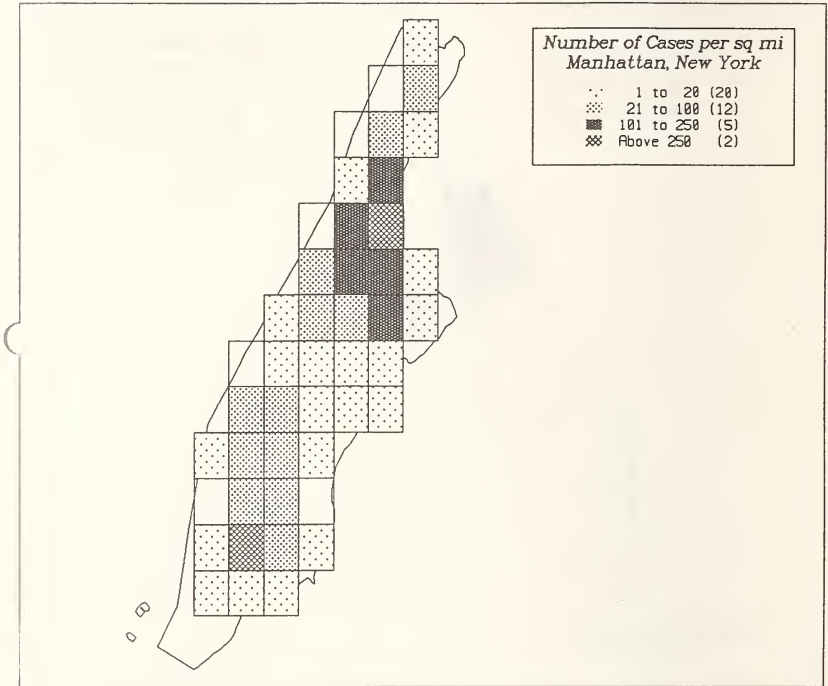 Number of Cases per sq mi
Manhattan, New York
1 to 20 (20)
21 to 100 (12)
101 to 250 (5)
Above 250 (2)